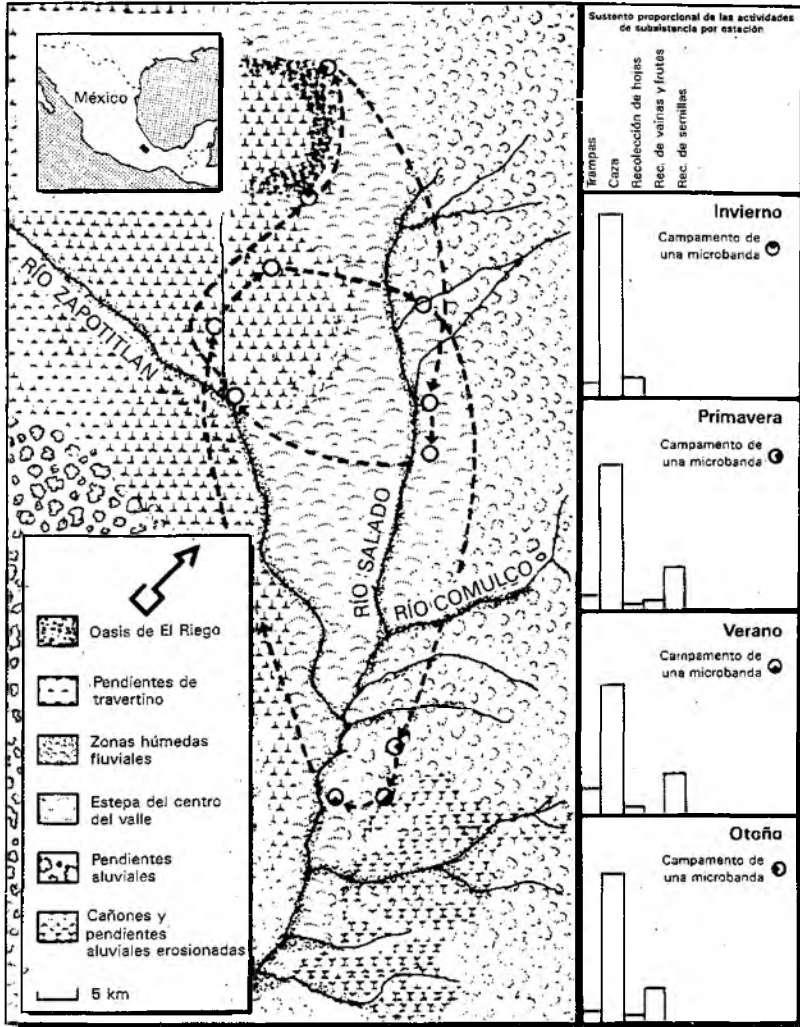 México
RÍO ZAPOTITLAN
RÍO SALADO
RÍO COMULCO
Oasis de El Riego
Pendientes de
travertino
Zonas húmedas
fluviales
Estepa del centro
del valle
Pendientes
aluviales
Cañones y
pendientes
aluviales erosionadas
5 km
Sustento proporcional de las actividades
de subsistencia por estación
Trampas
Caza
Recolección de hojas
Rec. de vainas y frutos
Rec. de semillas
Invierno
Campamento de
una microbanda
Primavera
Campamento de
una microbanda
Verano
Campamento de
una microbanda
Otoño
Campamento de
una microbanda